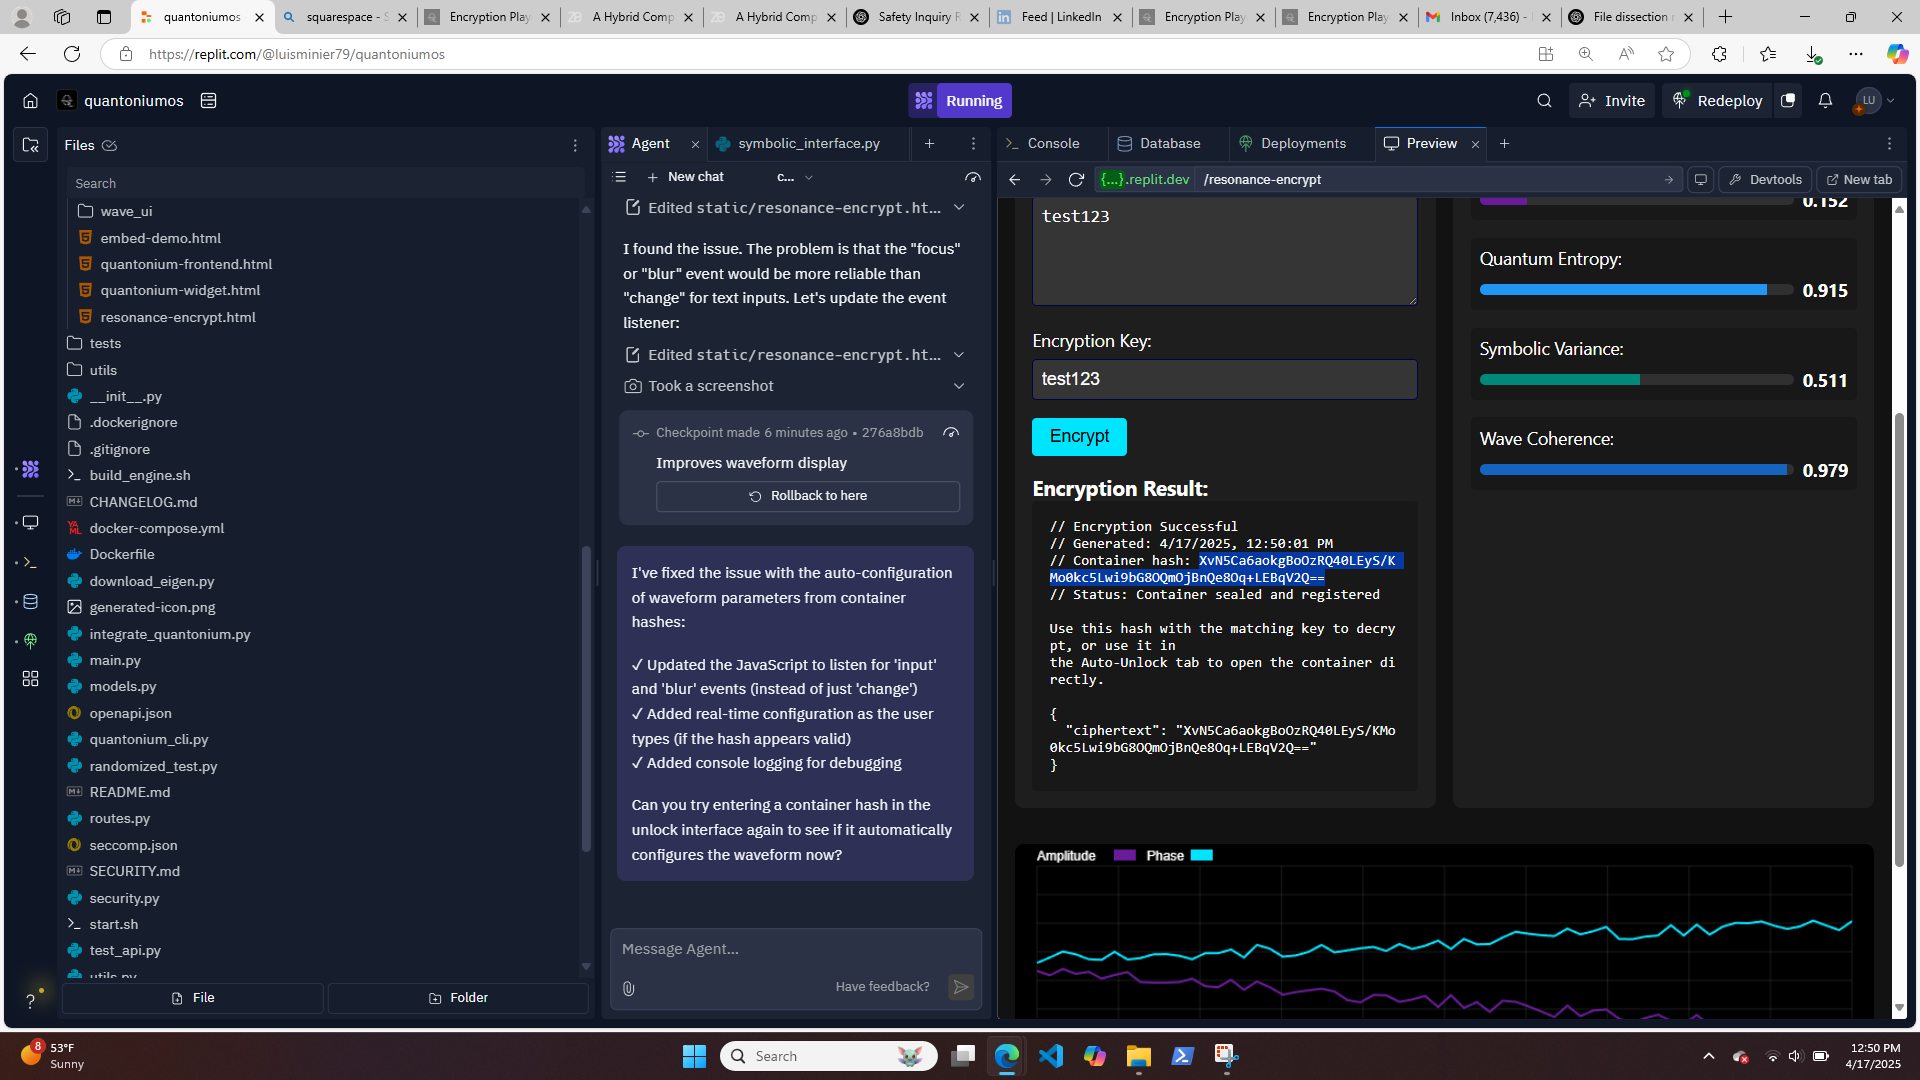 quantoniumos
squarespace - S
Encryption Play
A Hybrid Comp
A Hybrid Comp
Safety Inquiry R
Feed | LinkedIn
Encryption Play
Encryption Play
Inbox (7,436) -
File dissection
https://replit.com/@luisminier79/quantoniumos
quantoniumos
Running
Invite
Redeploy
LU
Files
Search
wave_ui
embed-demo.html
quantonium-frontend.html
quantonium-widget.html
resonance-encrypt.html
tests
utils
__init__.py
.dockerignore
.gitignore
build_engine.sh
CHANGELOG.md
docker-compose.yml
Dockerfile
download_eigen.py
generated-icon.png
integrate_quantonium.py
main.py
models.py
openapi.json
quantonium_cli.py
randomized_test.py
README.md
routes.py
seccomp.json
SECURITY.md
security.py
start.sh
test_api.py
utils.py
File
Folder
Agent
symbolic_interface.py
New chat
c...
Edited static/resonance-encrypt.ht...
I found the issue. The problem is that the "focus"
or "blur" event would be more reliable than
"change" for text inputs. Let's update the event
listener:
Edited static/resonance-encrypt.ht...
Took a screenshot
Checkpoint made 6 minutes ago • 276a8bdb
Improves waveform display
Rollback to here
I've fixed the issue with the auto-configuration
of waveform parameters from container
hashes:
✓ Updated the JavaScript to listen for 'input'
and 'blur' events (instead of just 'change')
✓ Added real-time configuration as the user
types (if the hash appears valid)
✓ Added console logging for debugging
Can you try entering a container hash in the
unlock interface again to see if it automatically
configures the waveform now?
Message Agent...
Have feedback?
Console
Database
Deployments
Preview
{...}.replit.dev
/resonance-encrypt
Devtools
New tab
test123
Encryption Key:
test123
Encrypt
Encryption Result:
// Encryption Successful
// Generated: 4/17/2025, 12:50:01 PM
// Container hash: XvN5Ca6aokgBoOzRQ40LEyS/K
Mo0kc5Lwi9bG8OQmOjBnQe8Oq+LEBqV2Q==
// Status: Container sealed and registered
Use this hash with the matching key to decry
pt, or use it in
the Auto-Unlock tab to open the container di
rectly.
{
"ciphertext": "XvN5Ca6aokgBoOzRQ40LEyS/KMo
0kc5Lwi9bG8OQmOjBnQe8Oq+LEBqV2Q=="
}
0.152
Quantum Entropy:
0.915
Symbolic Variance:
0.511
Wave Coherence:
0.979
Amplitude
Phase
8
53°F
Sunny
Search
12:50 PM
4/17/2025